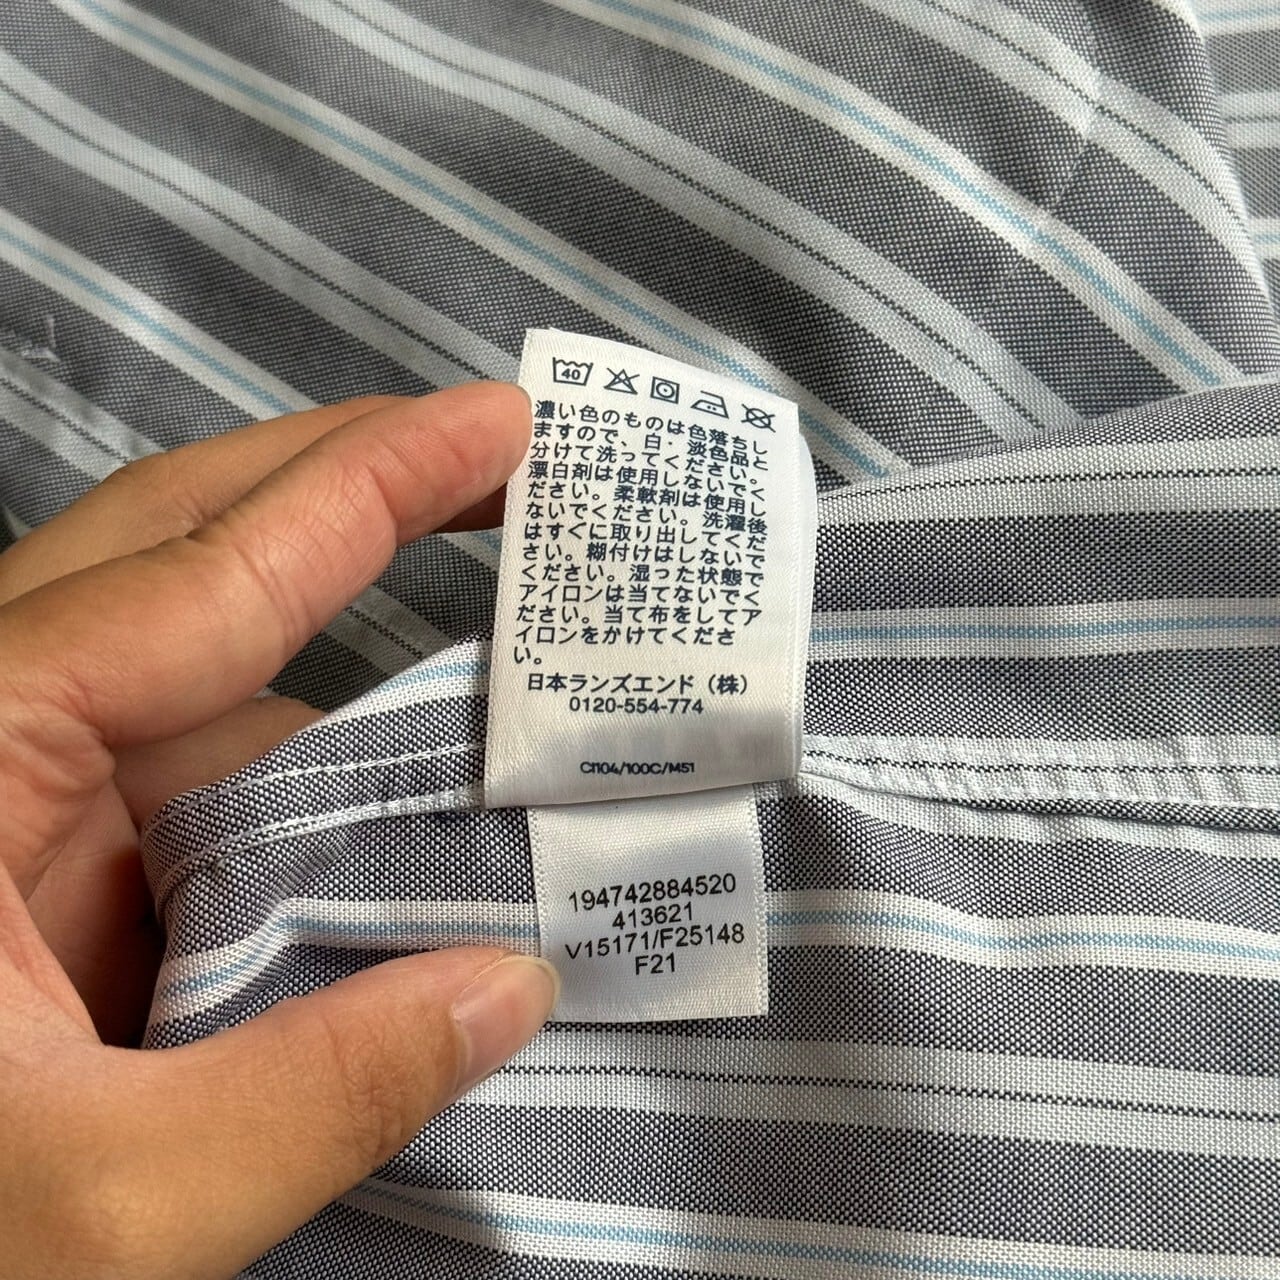 40
濃い色のものは色落ちし
ますので、白・淡色品と
分けて洗ってください。
漂白剤は使用しないでく
ださい。柔軟剤は使用し
ないでください。洗濯後
はすぐに取り出してくだ
さい。糊付けはしないで
ください。湿った状態で
アイロンは当てないでく
ださい。当て布をしてア
イロンをかけてくださ
い。
日本ランズエンド（株）
0120-554-774
C1104/100C/M51
194742884520
413621
V15171/F25148
F21